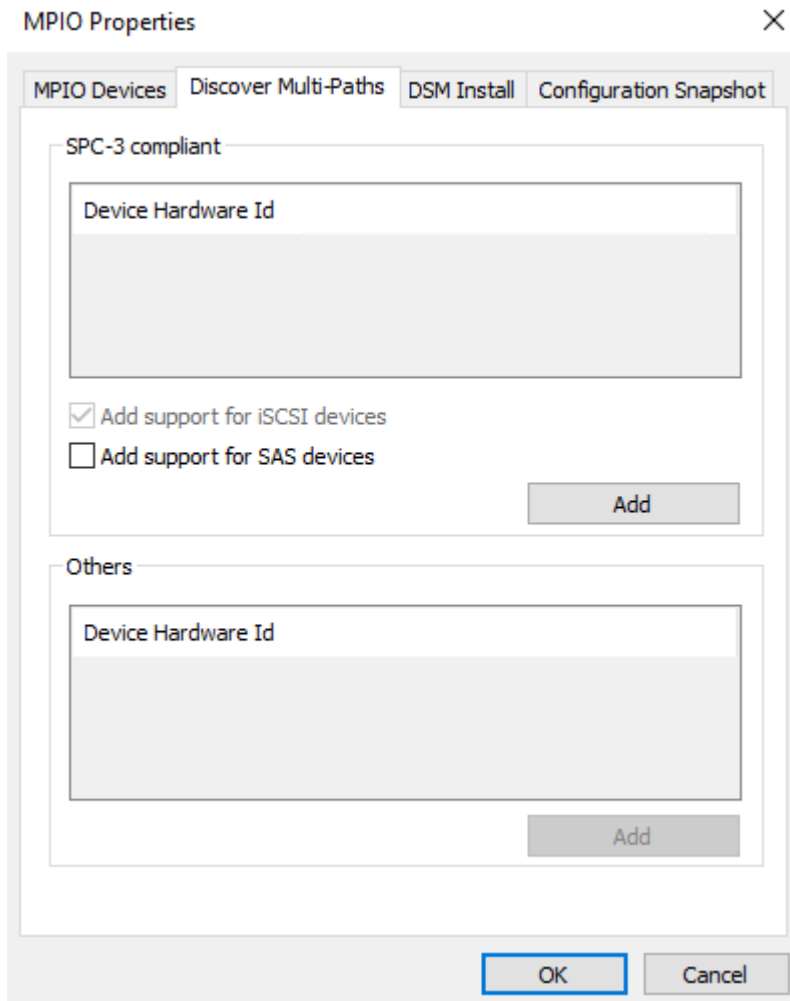 MPIO Properties
MPIO Devices Discover Multi-Paths DSM Install Configuration Snapshot
SPC-3 compliant
Device Hardware Id
Add support for iSCSI devices
Add support for SAS devices
Add
Others
Device Hardware Id
Add
OK Cancel